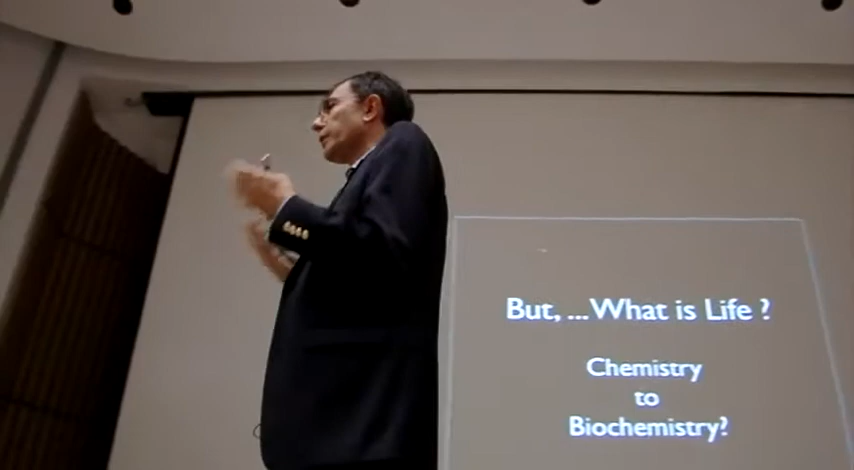 But, ...What is Life ?
Chemistry
to
Biochemistry?